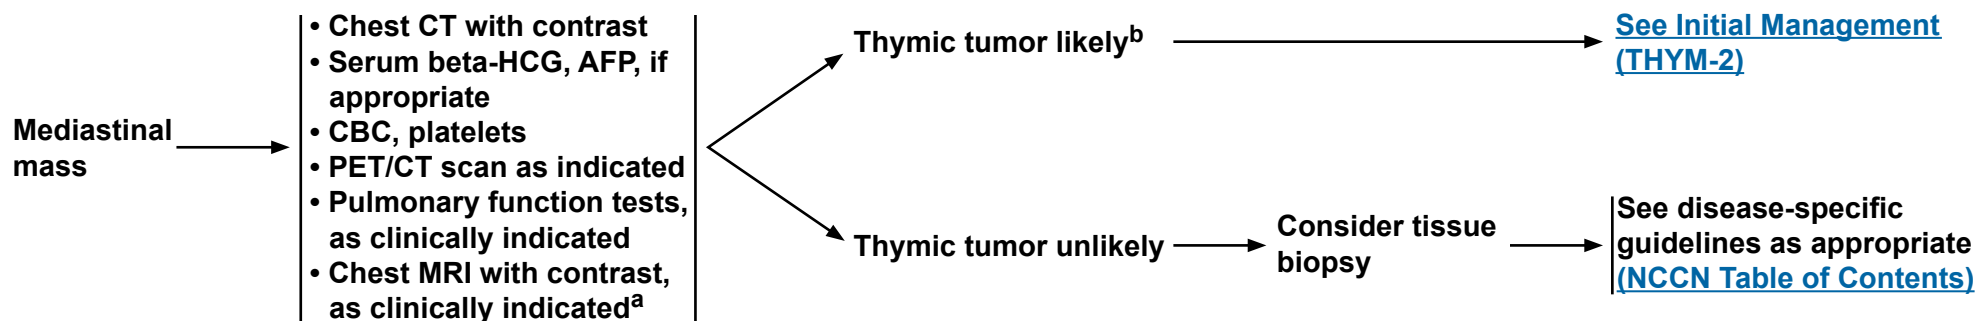 Mediastinal
mass
• Chest CT with contrast
• Serum beta-HCG, AFP, if
appropriate
• CBC, platelets
• PET/CT scan as indicated
• Pulmonary function tests,
as clinically indicated
• Chest MRI with contrast,
as clinically indicatedᵃ
Thymic tumor likelyᵇ
See Initial Management
(THYM-2)
Thymic tumor unlikely
Consider tissue
biopsy
See disease-specific
guidelines as appropriate
(NCCN Table of Contents)